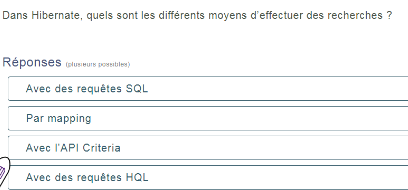 Dans Hibernate, quels sont les différents moyens d'effectuer des recherches ?
Réponses (plusieurs possibles)
Avec des requêtes SQL
Par mapping
Avec l'API Criteria
Avec des requêtes HQL